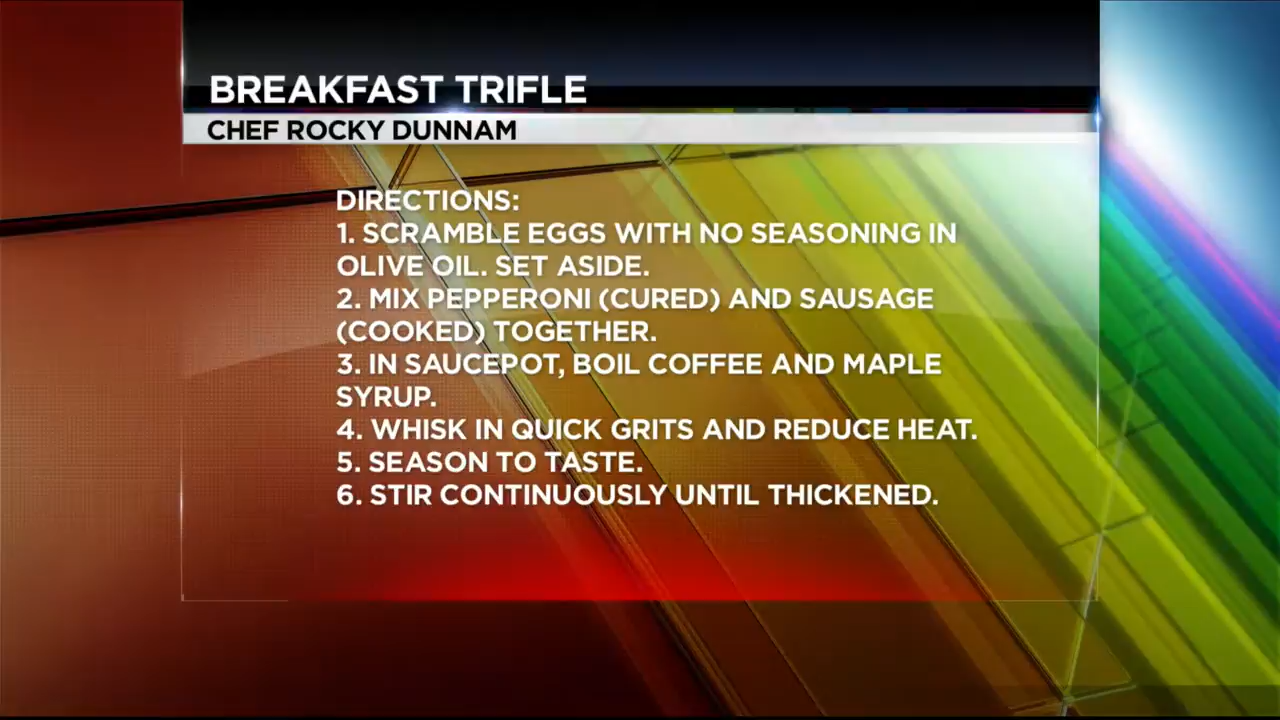 BREAKFAST TRIFLE
CHEF ROCKY DUNNAM
DIRECTIONS:
1. SCRAMBLE EGGS WITH NO SEASONING IN
OLIVE OIL. SET ASIDE.
2. MIX PEPPERONI (CURED) AND SAUSAGE
(COOKED) TOGETHER.
3. IN SAUCEPOT, BOIL COFFEE AND MAPLE
SYRUP.
4. WHISK IN QUICK GRITS AND REDUCE HEAT.
5. SEASON TO TASTE.
6. STIR CONTINUOUSLY UNTIL THICKENED.